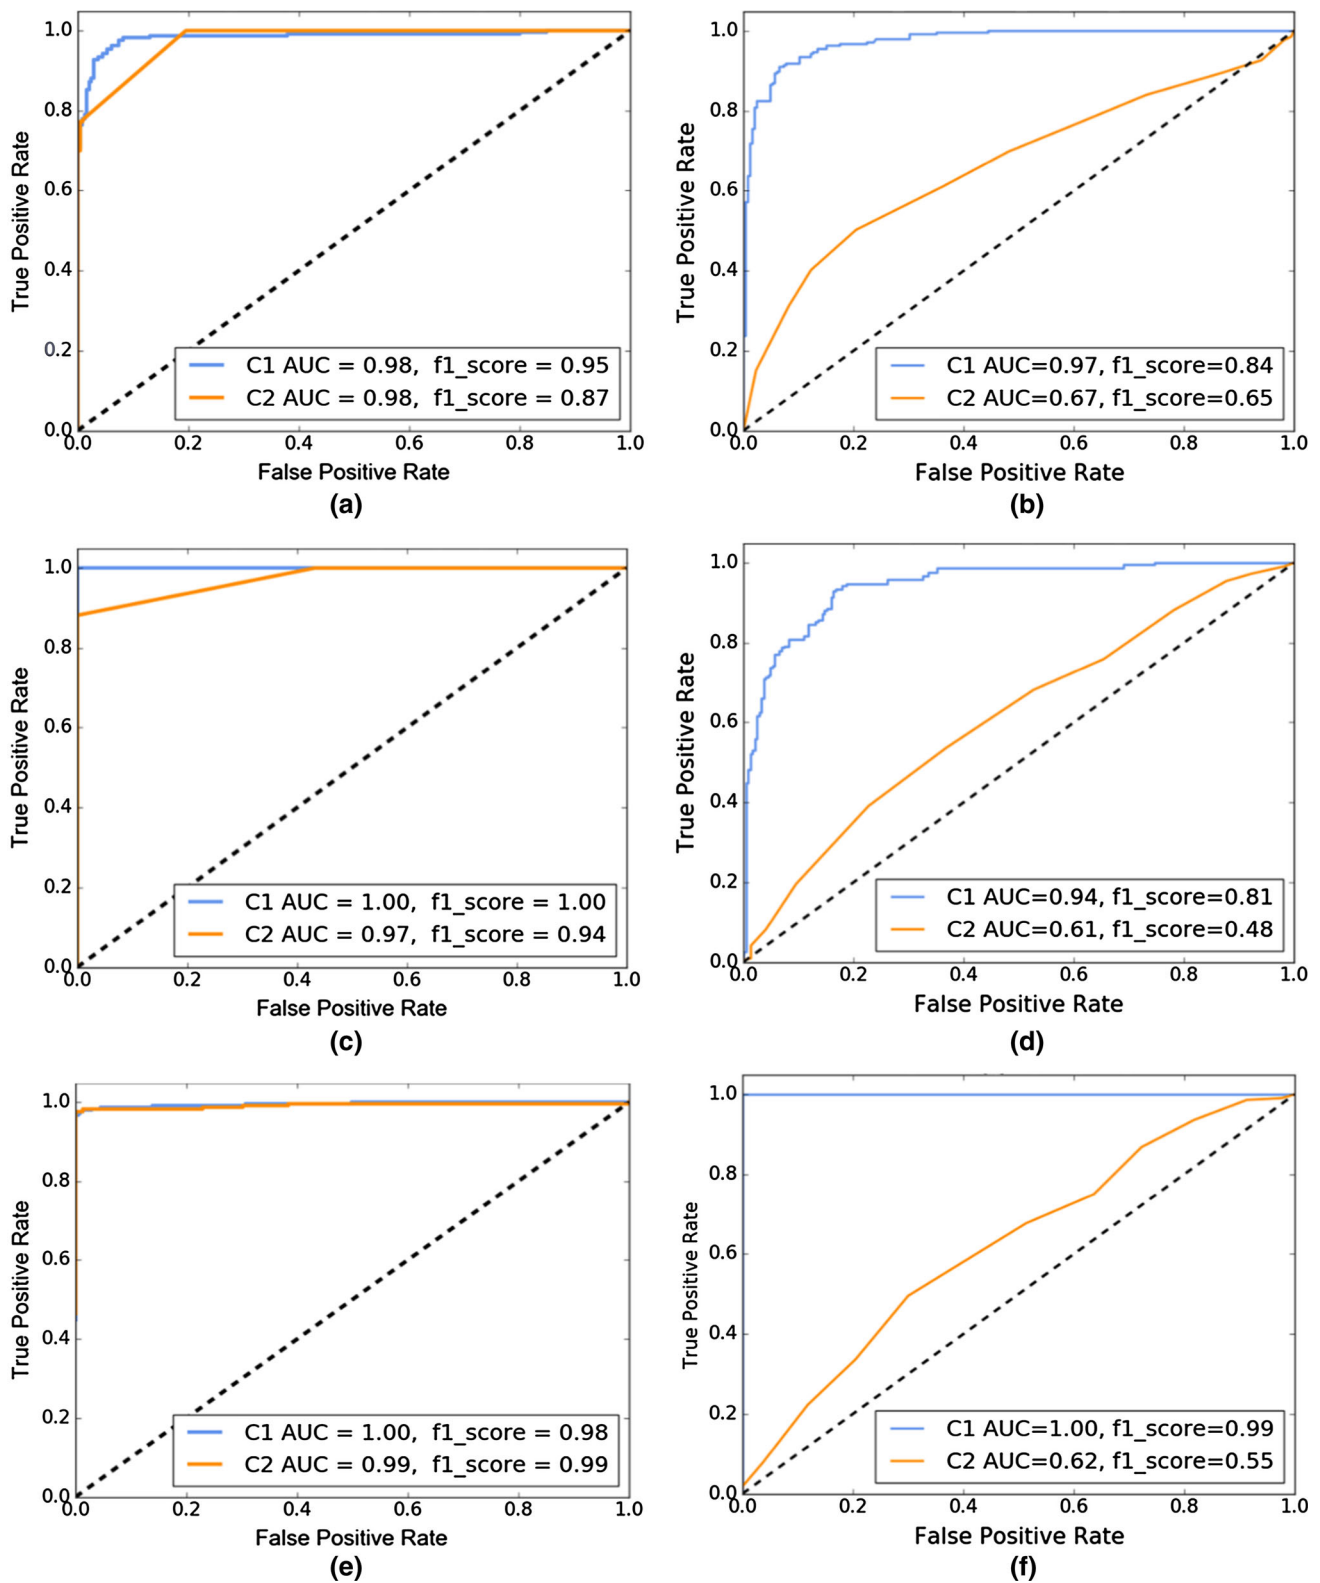 1.0
0.8
0.6
0.4
0.2
0.0
True Positive Rate
C1 AUC = 0.98, f1_score = 0.95
C2 AUC = 0.98, f1_score = 0.87
0.0 0.2 0.4 0.6 0.8 1.0
False Positive Rate
(a)
1.0
0.8
0.6
0.4
0.2
0.0
True Positive Rate
C1 AUC=0.97, f1_score=0.84
C2 AUC=0.67, f1_score=0.65
0.0 0.2 0.4 0.6 0.8 1.0
False Positive Rate
(b)
1.0
0.8
0.6
0.4
0.2
0.0
True Positive Rate
C1 AUC = 1.00, f1_score = 1.00
C2 AUC = 0.97, f1_score = 0.94
0.0 0.2 0.4 0.6 0.8 1.0
False Positive Rate
(c)
1.0
0.8
0.6
0.4
0.2
0.0
True Positive Rate
C1 AUC=0.94, f1_score=0.81
C2 AUC=0.61, f1_score=0.48
0.0 0.2 0.4 0.6 0.8 1.0
False Positive Rate
(d)
1.0
0.8
0.6
0.4
0.2
0.0
True Positive Rate
C1 AUC = 1.00, f1_score = 0.98
C2 AUC = 0.99, f1_score = 0.99
0.0 0.2 0.4 0.6 0.8 1.0
False Positive Rate
(e)
1.0
0.8
0.6
0.4
0.2
0.0
True Positive Rate
C1 AUC=1.00, f1_score=0.99
C2 AUC=0.62, f1_score=0.55
0.0 0.2 0.4 0.6 0.8 1.0
False Positive Rate
(f)